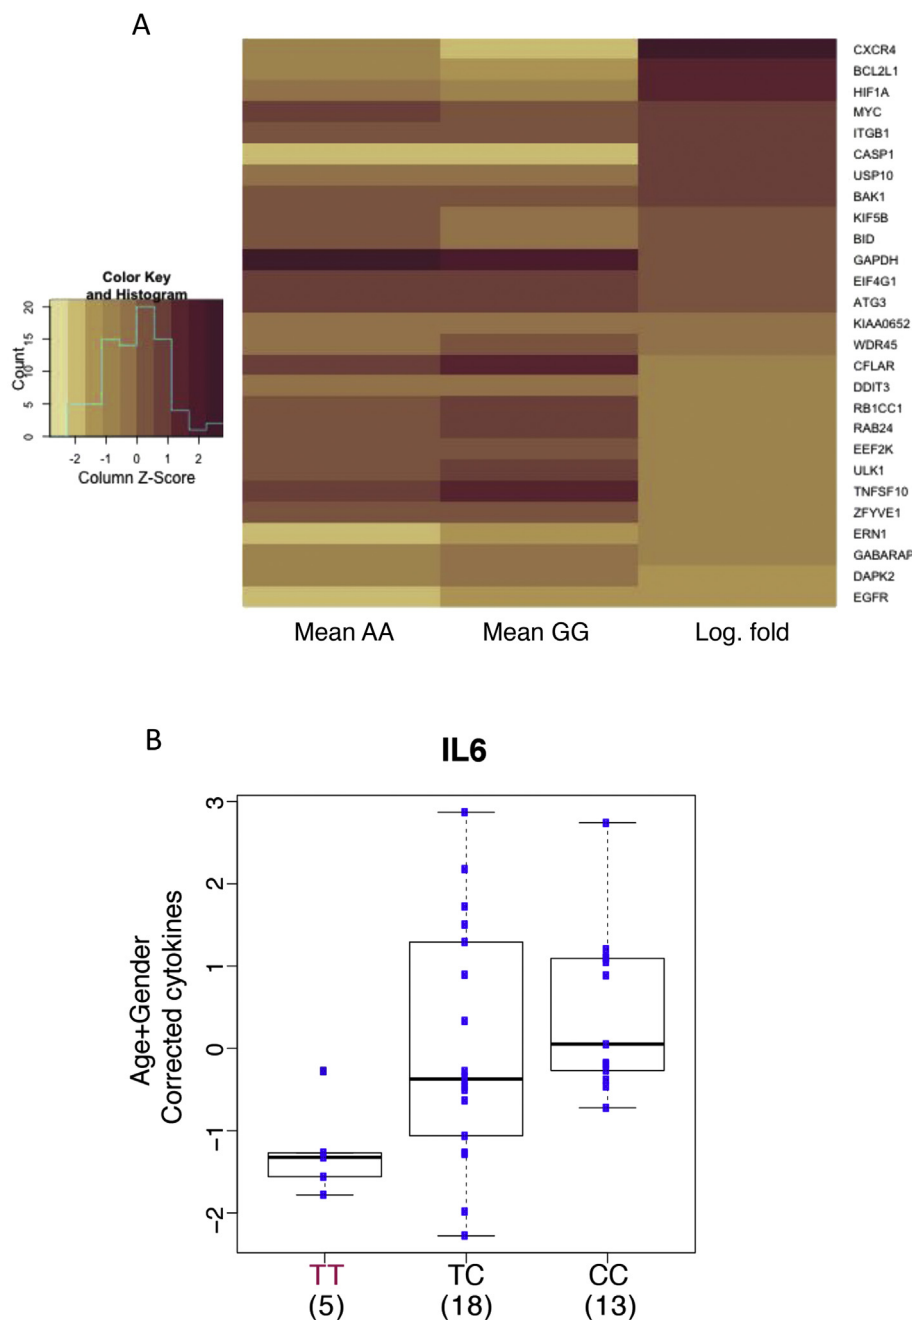 A
CXCR4
BCL2L1
HIF1A
MYC
ITGB1
CASP1
USP10
BAK1
KIF5B
BID
GAPDH
EIF4G1
ATG3
KIAA0652
WDR45
CFLAR
DDIT3
RB1CC1
RAB24
EEF2K
ULK1
TNFSF10
ZFYVE1
ERN1
GABARAP
DAPK2
EGFR
Color Key
and Histogram
Count
0 5 10 15 20
-2 -1 0 1 2
Column Z-Score
Mean AA Mean GG Log. fold
B
IL6
Age+Gender
Corrected cytokines
3
2
1
0
−1
−2
TT TC CC
(5) (18) (13)